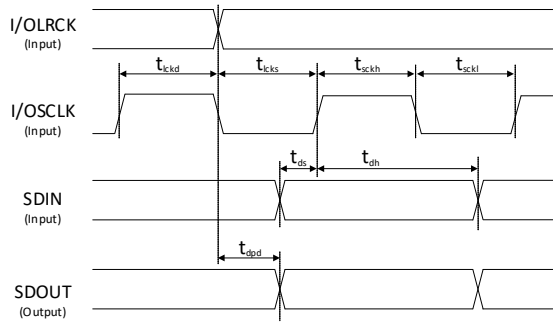 I/OLRCK
(Input)
tlckd
tlcks
tsckh
tsckl
I/OSCLK
(Input)
tds
tdh
SDIN
(Input)
tdpd
SDOUT
(Output)